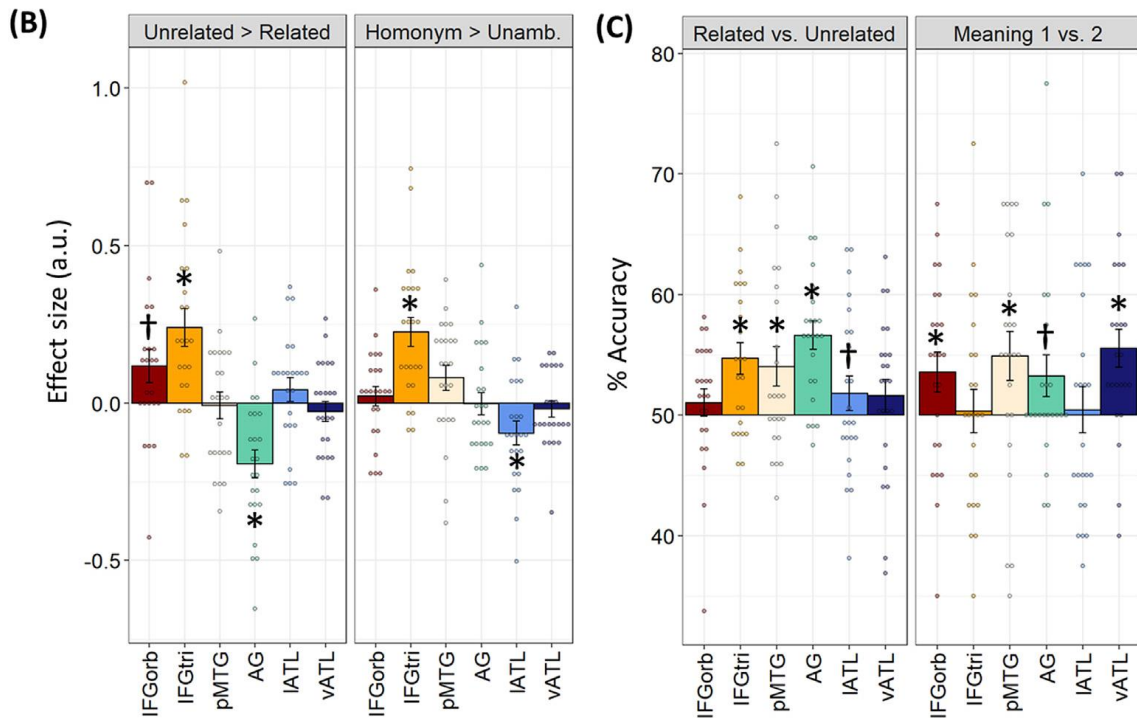 (B)
Unrelated > Related
Homonym > Unamb.
Effect size (a.u.)
1.0
0.5
0.0
-0.5
†
*
*
*
*
IFGorb
IFGtri
pMTG
AG
lATL
vATL
IFGorb
IFGtri
pMTG
AG
lATL
vATL
(C)
Related vs. Unrelated
Meaning 1 vs. 2
% Accuracy
80
70
60
50
40
*
*
*
†
*
*
†
*
IFGorb
IFGtri
pMTG
AG
lATL
vATL
IFGorb
IFGtri
pMTG
AG
lATL
vATL